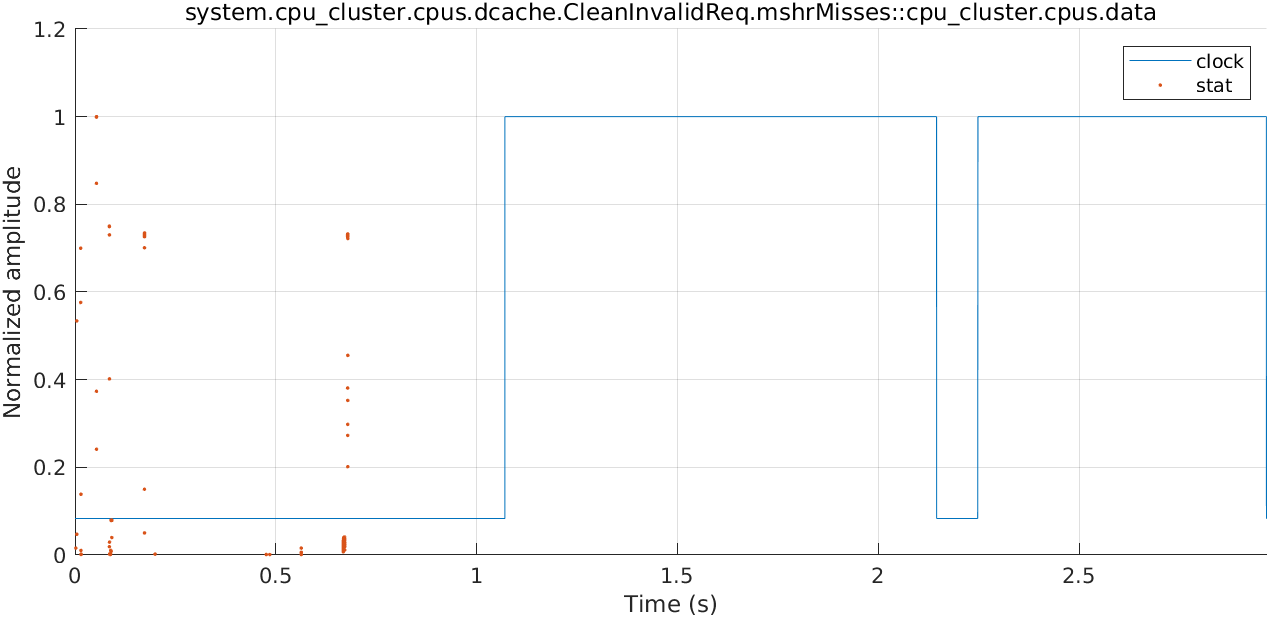 system.cpu_cluster.cpus.dcache.CleanInvalidReq.mshrMisses::cpu_cluster.cpus.data
1.2
1
0.8
0.6
0.4
0.2
0
Normalized amplitude
clock
stat
0 0.5 1 1.5 2 2.5
Time (s)